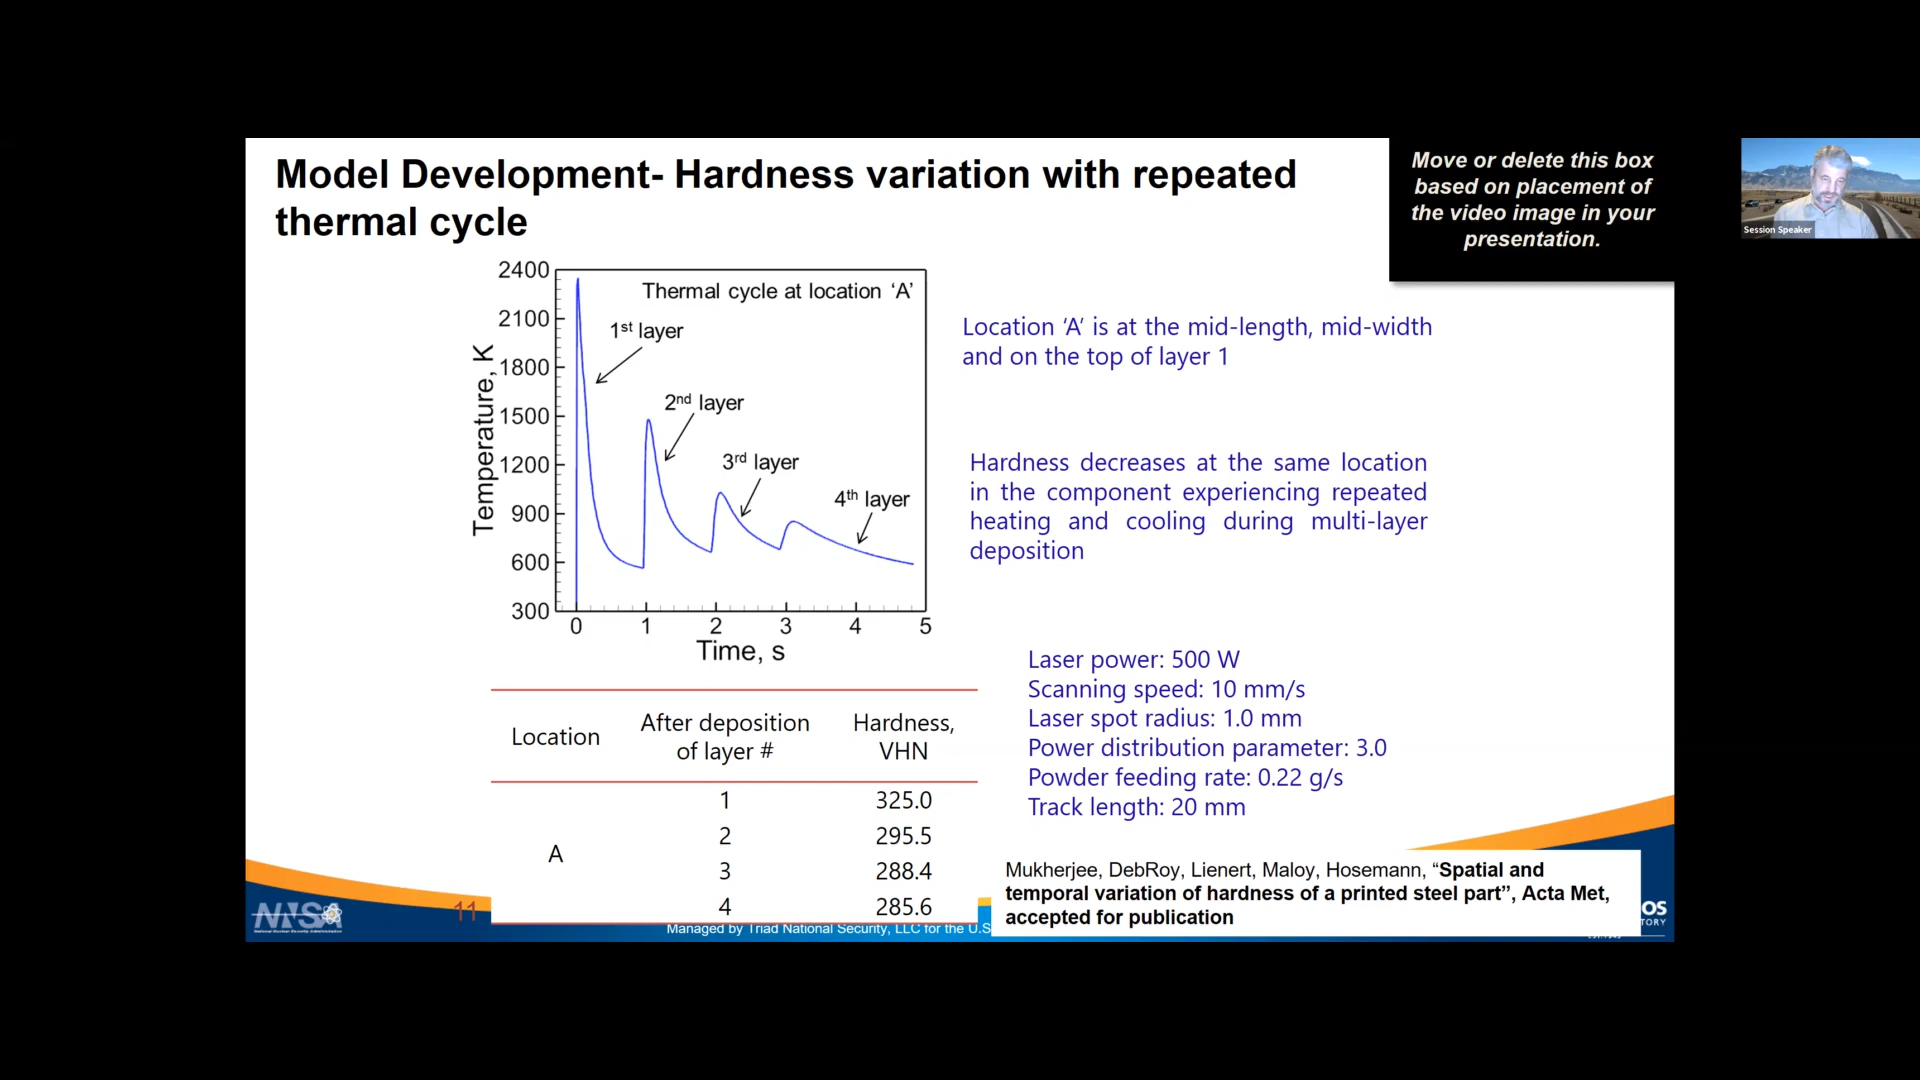 Model Development- Hardness variation with repeated
thermal cycle
Move or delete this box
based on placement of
the video image in your
presentation.
Session Speaker
2400
2100
1800
1500
1200
900
600
300
Temperature, K
Thermal cycle at location ‘A’
1st layer
2nd layer
3rd layer
4th layer
0 1 2 3 4 5
Time, s
Location ‘A’ is at the mid-length, mid-width
and on the top of layer 1
Hardness decreases at the same location
in the component experiencing repeated
heating and cooling during multi-layer
deposition
Laser power: 500 W
Scanning speed: 10 mm/s
Laser spot radius: 1.0 mm
Power distribution parameter: 3.0
Powder feeding rate: 0.22 g/s
Track length: 20 mm
Location
After deposition
of layer #
Hardness,
VHN
A
1 325.0
2 295.5
3 288.4
4 285.6
Mukherjee, DebRoy, Lienert, Maloy, Hosemann, “Spatial and
temporal variation of hardness of a printed steel part”, Acta Met,
accepted for publication
11
NNSA
National Nuclear Security Administration
Managed by Triad National Security, LLC for the U.S
OS
TORY